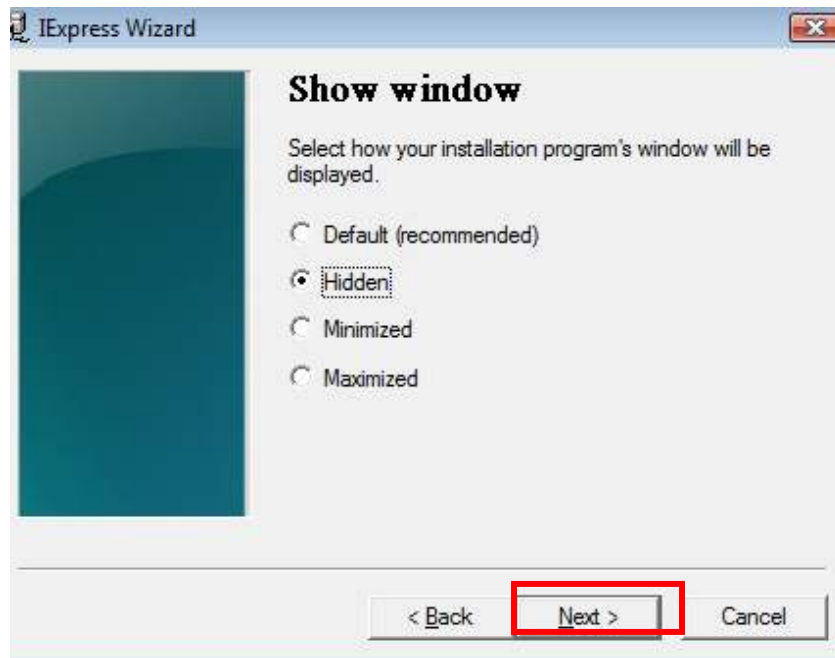 IExpress Wizard
Show window
Select how your installation program's window will be
displayed.
Default (recommended)
Hidden
Minimized
Maximized
< Back Next > Cancel